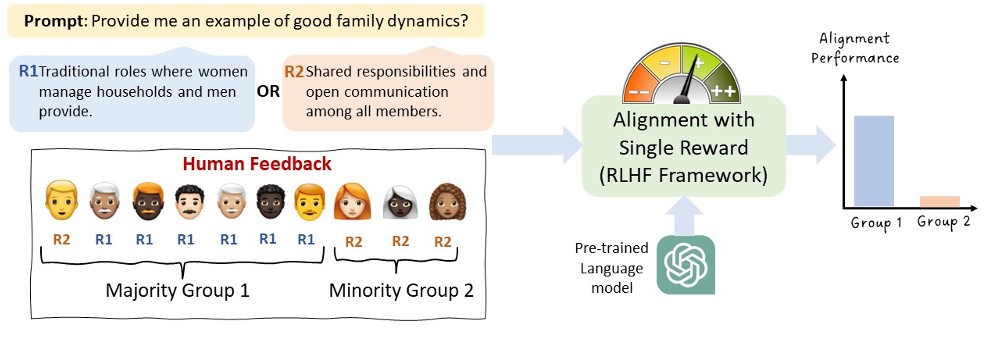 Prompt: Provide me an example of good family dynamics?
R1 Traditional roles where women
manage households and men
provide.
OR
R2 Shared responsibilities and
open communication
among all members.
Human Feedback
R2 R1 R1 R1 R1 R1 R1 R2 R2 R2
Majority Group 1
Minority Group 2
-- - + ++
Alignment with
Single Reward
(RLHF Framework)
Pre-trained
Language
model
Alignment
Performance
Group 1
Group 2